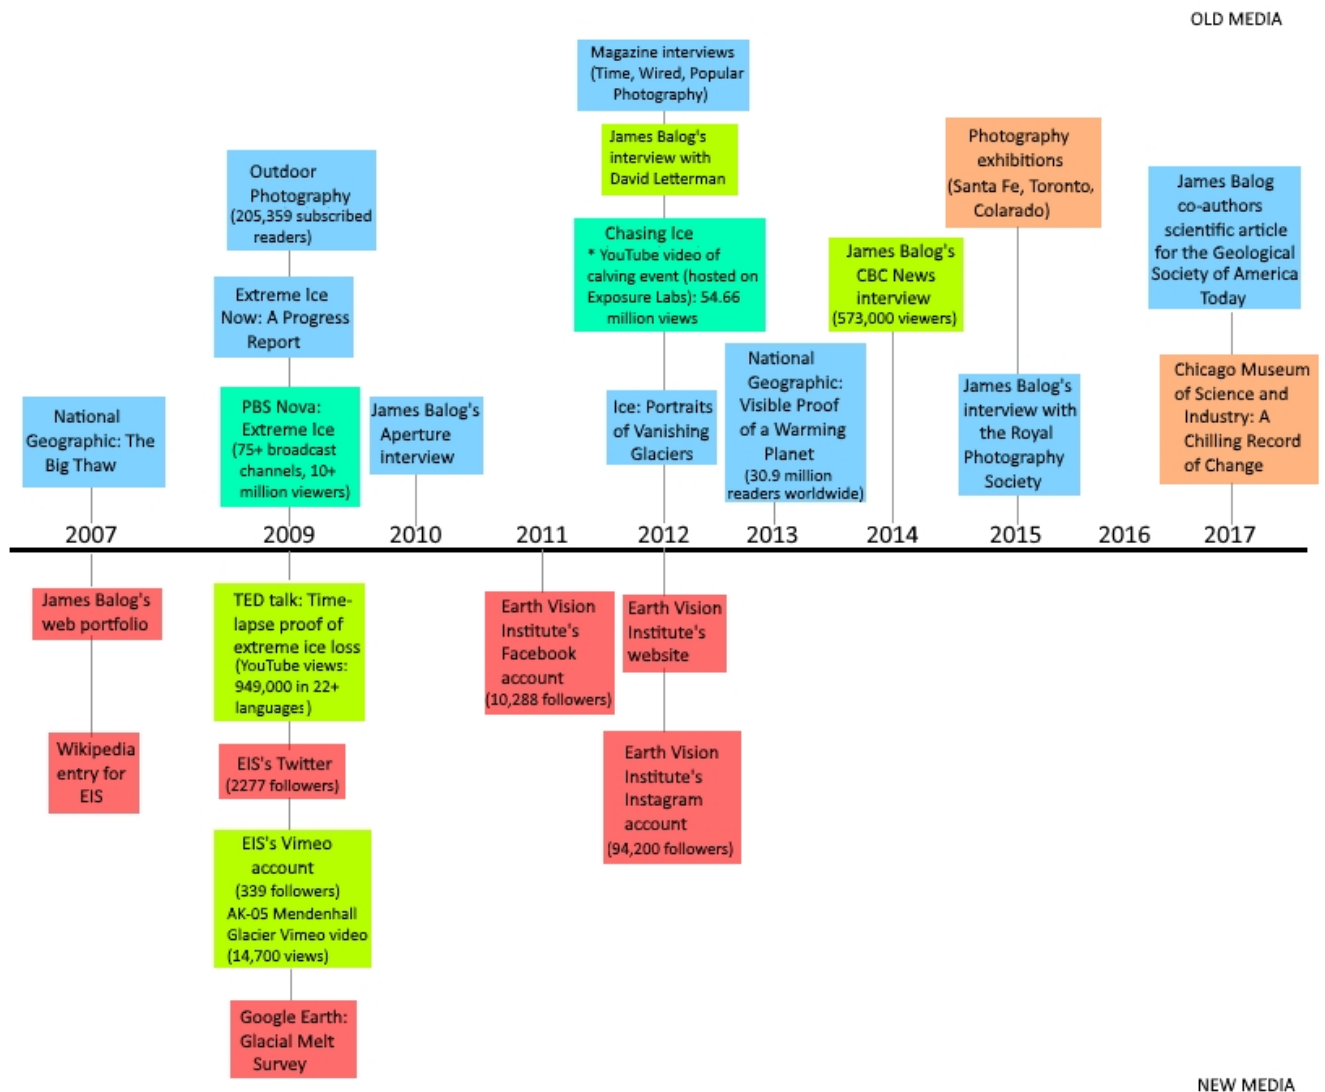 OLD MEDIA
Magazine interviews
(Time, Wired, Popular
Photography)
James Balog's
interview with
David Letterman
Photography
exhibitions
(Santa Fe, Toronto,
Colarado)
Outdoor
Photography
(205,359 subscribed
readers)
James Balog
co-authors
scientific article
for the Geological
Society of America
Today
Chasing Ice
* YouTube video of
calving event (hosted on
Exposure Labs): 54.66
million views
James Balog's
CBC News
interview
(573,000 viewers)
Extreme Ice
Now: A Progress
Report
National
Geographic:
Visible Proof
of a Warming
Planet
(30.9 million
readers worldwide)
Chicago Museum
of Science and
Industry: A
Chilling Record
of Change
James Balog's
interview with
the Royal
Photography
Society
PBS Nova:
Extreme Ice
(75+ broadcast
channels, 10+
million viewers)
Ice: Portraits
of Vanishing
Glaciers
National
Geographic: The
Big Thaw
James Balog's
Aperture
interview
2007 2009 2010 2011 2012 2013 2014 2015 2016 2017
James Balog's
web portfolio
TED talk: Time-
lapse proof of
extreme ice loss
(YouTube views:
949,000 in 22+
languages)
Earth Vision
Institute's
Facebook
account
(10,288 followers)
Earth Vision
Institute's
website
Wikipedia
entry for
EIS
EIS's Twitter
(2277 followers)
Earth Vision
Institute's
Instagram
account
(94,200 followers)
EIS's Vimeo
account
(339 followers)
AK-05 Mendenhall
Glacier Vimeo video
(14,700 views)
Google Earth:
Glacial Melt
Survey
NEW MEDIA